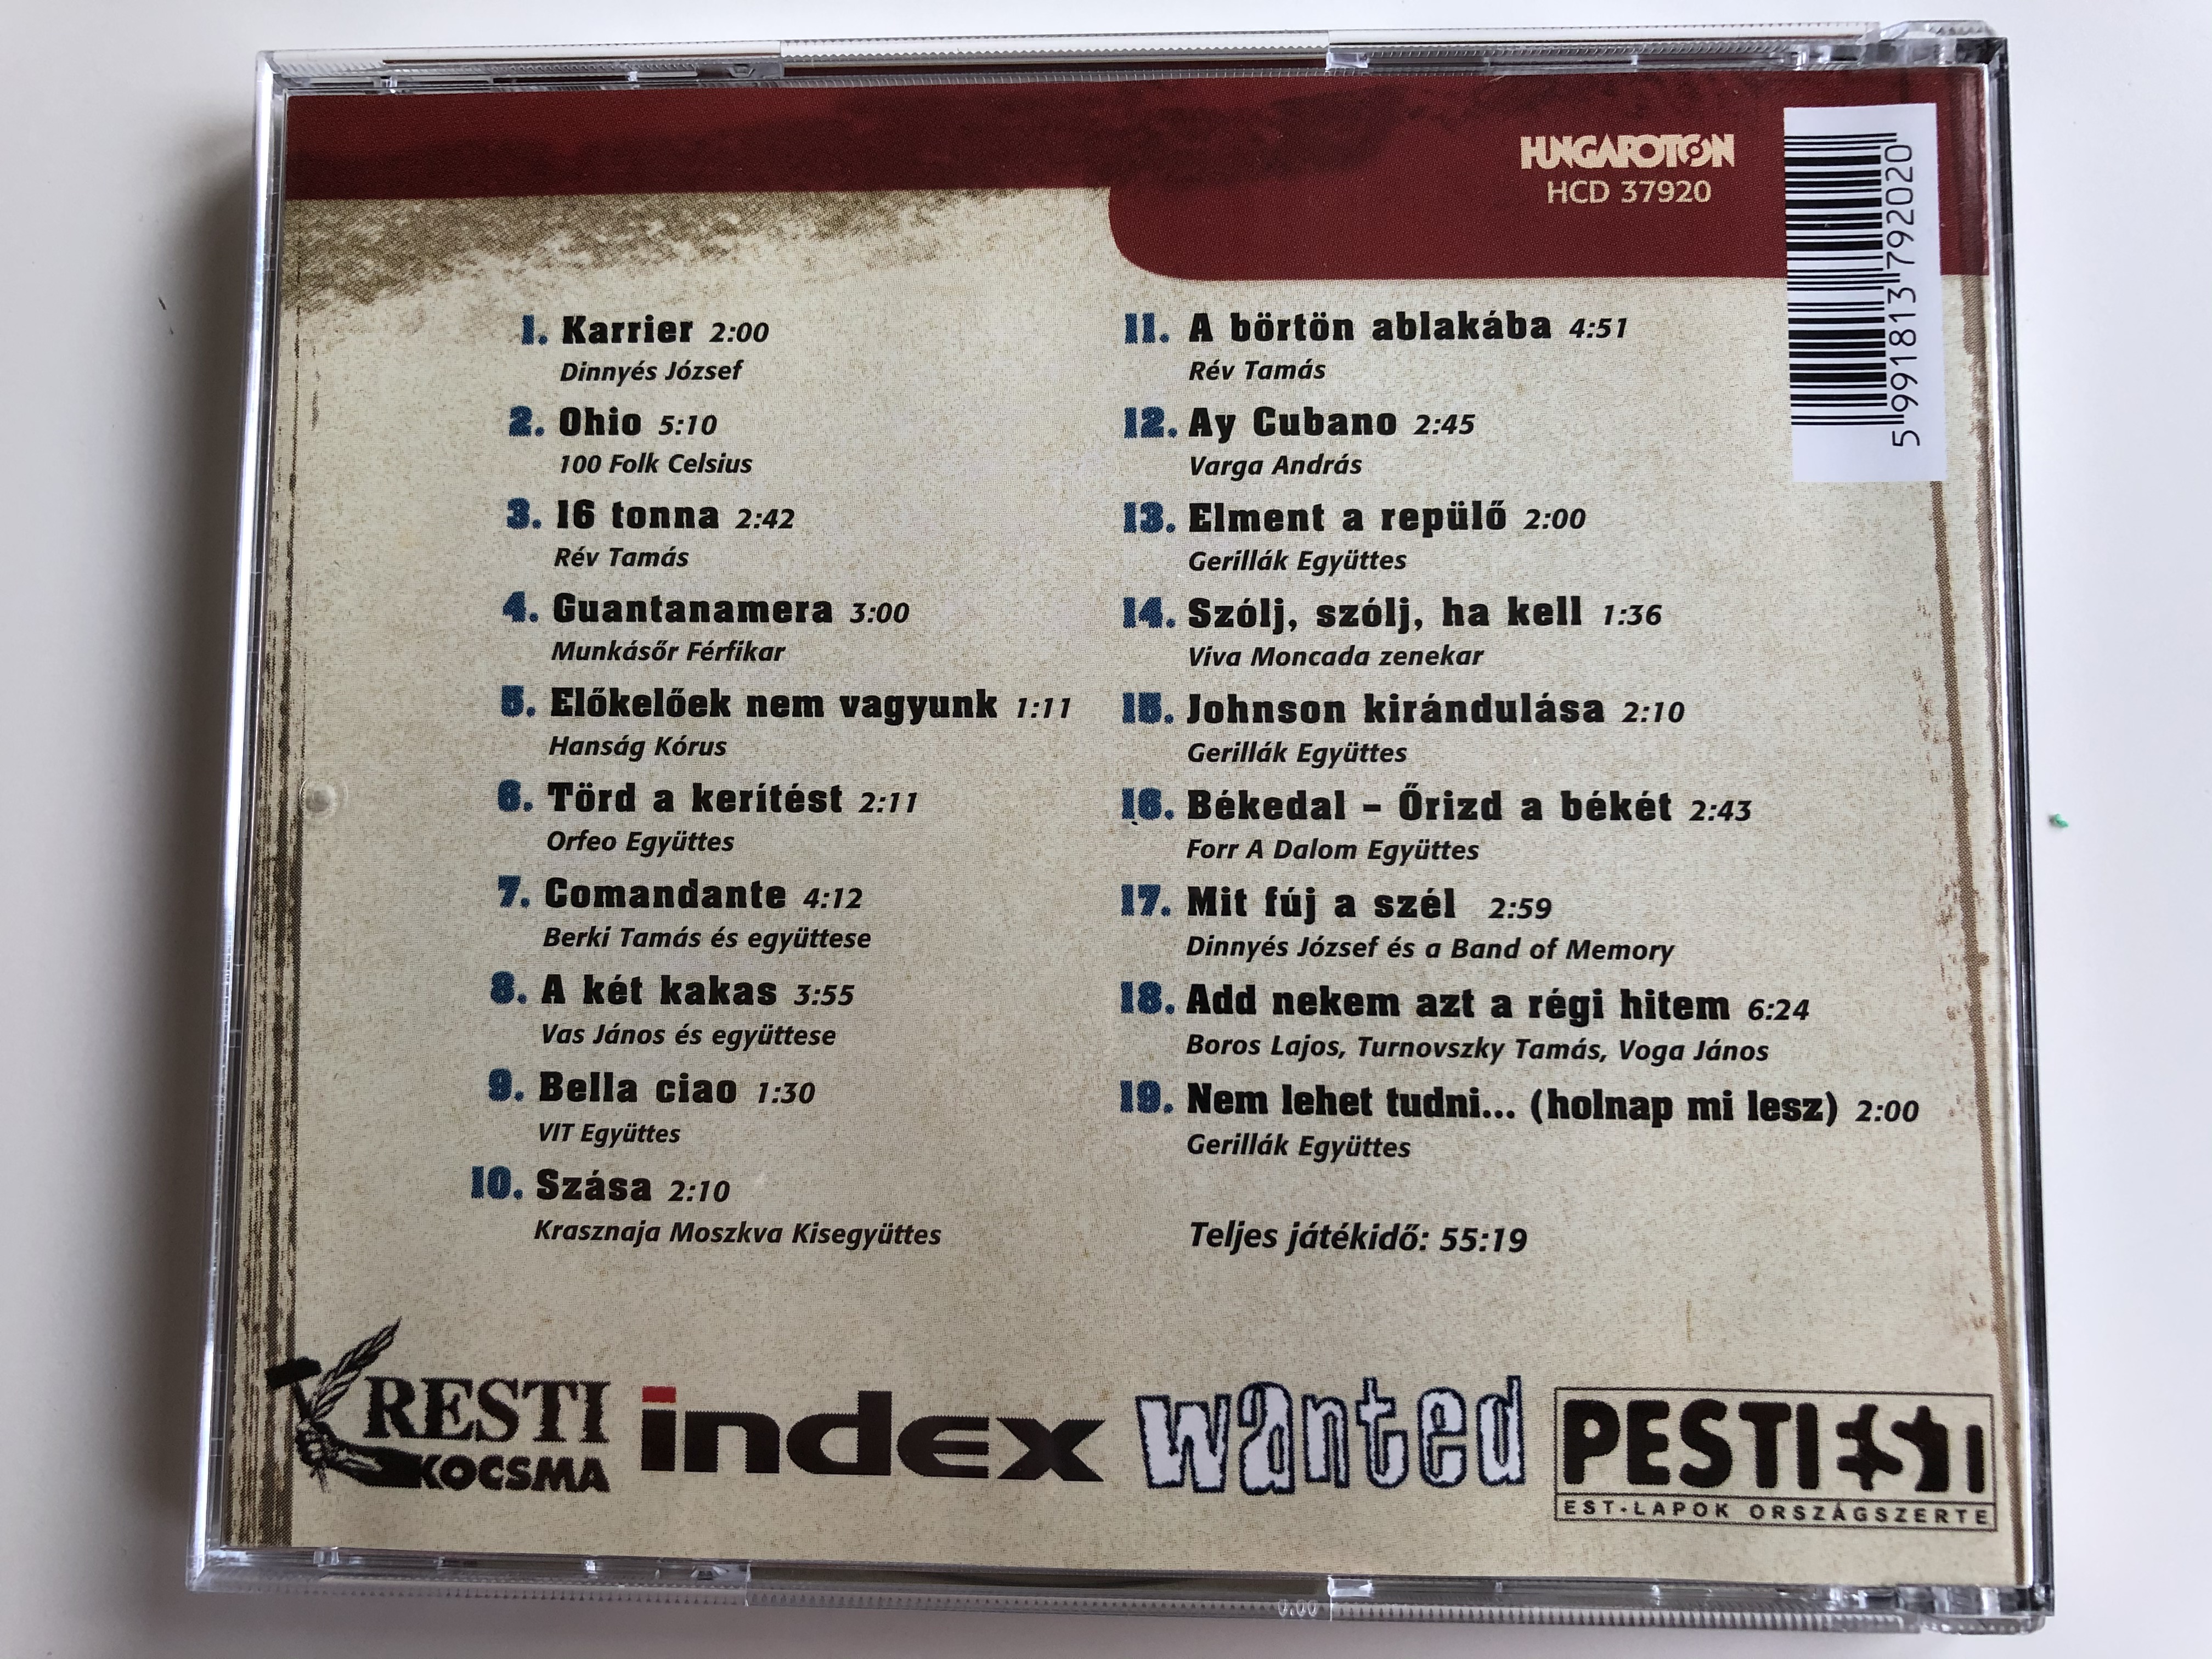 HUNGAROTON
HCD 37920
5 991813 792020
1. Karrier 2:00
Dinnyés József
2. Ohio 5:10
100 Folk Celsius
3. 16 tonna 2:42
Rév Tamás
4. Guantanamera 3:00
Munkásőr Férfikar
5. Előkelőek nem vagyunk 1:11
Hanság Kórus
6. Törd a kerítést 2:11
Orfeo Együttes
7. Comandante 4:12
Berki Tamás és együttese
8. A két kakas 3:55
Vas János és együttese
9. Bella ciao 1:30
VIT Együttes
10. Szása 2:10
Krasznaja Moszkva Kisegyüttes
11. A börtön ablakába 4:51
Rév Tamás
12. Ay Cubano 2:45
Varga András
13. Elment a repülő 2:00
Gerillák Együttes
14. Szólj, szólj, ha kell 1:36
Viva Moncada zenekar
15. Johnson kirándulása 2:10
Gerillák Együttes
16. Békedal – Őrizd a békét 2:43
Forr A Dalom Együttes
17. Mit fúj a szél 2:59
Dinnyés József és a Band of Memory
18. Add nekem azt a régi hitem 6:24
Boros Lajos, Turnovszky Tamás, Voga János
19. Nem lehet tudni... (holnap mi lesz) 2:00
Gerillák Együttes
Teljes játékidő: 55:19
RESTI
KOCSMA
index
wanted
PESTI ESTI
EST-LAPOK ORSZÁGSZERTE